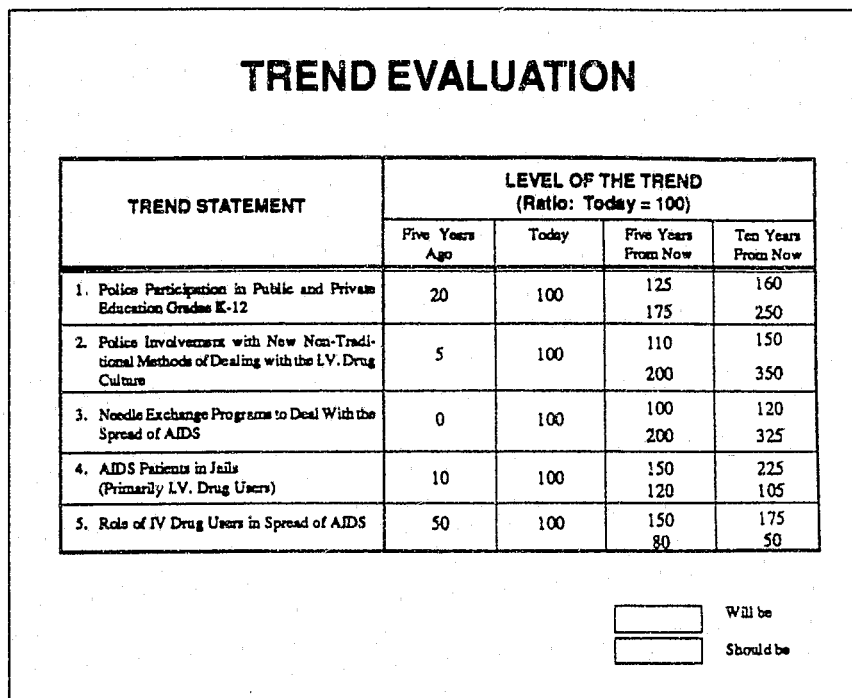 TREND EVALUATION
TREND STATEMENT
LEVEL OF THE TREND
(Ratio: Today = 100)
Five Years Ago
Today
Five Years From Now
Ten Years From Now
1. Police Participation in Public and Private
Education Grades K-12
20
100
125
175
160
250
2. Police Involvement with New Non-Tradi-
tional Methods of Dealing with the I.V. Drug
Culture
5
100
110
200
150
350
3. Needle Exchange Programs to Deal With the
Spread of AIDS
0
100
100
200
120
325
4. AIDS Patients in Jails
(Primarily I.V. Drug Users)
10
100
150
120
225
105
5. Role of IV Drug Users in Spread of AIDS
50
100
150
80
175
50
Will be
Should be